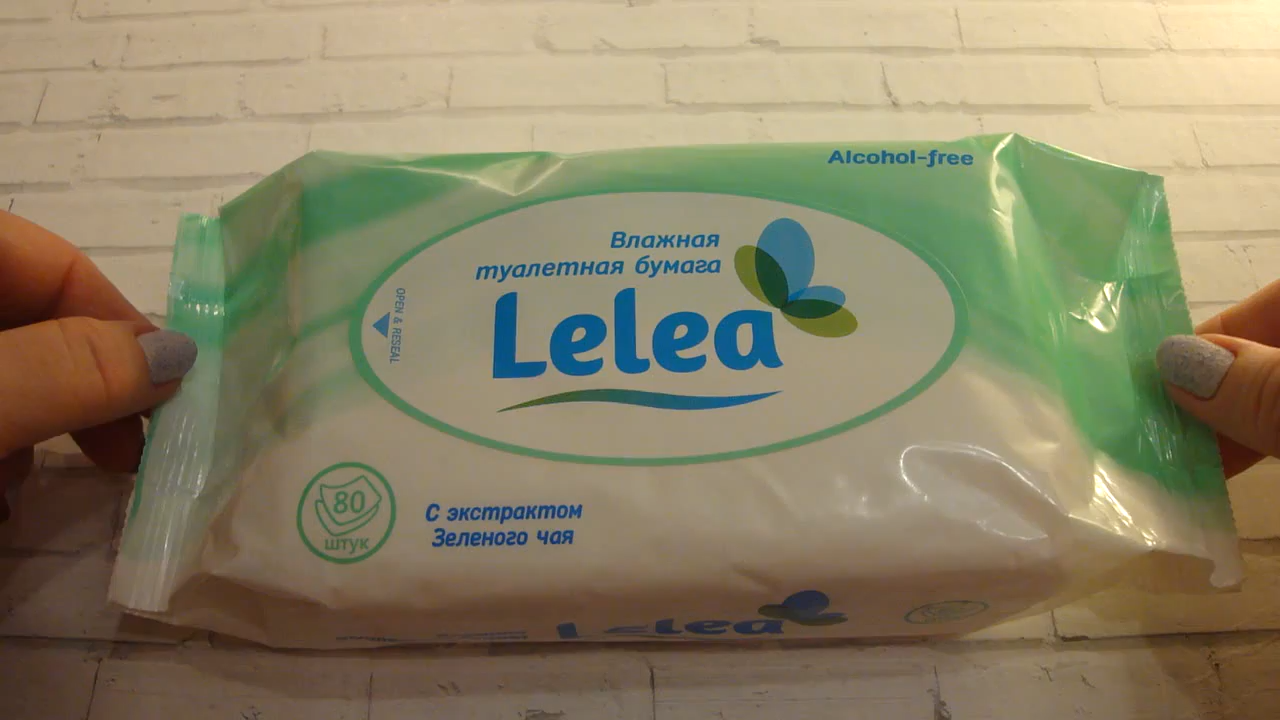 Alcohol-free
Влажная
туалетная бумага
Lelea
OPEN & RESEAL
80
штук
С экстрактом
Зеленого чая
Lelea